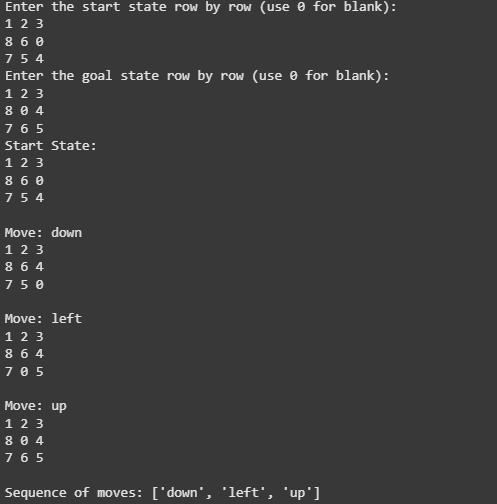 Enter the start state row by row (use 0 for blank):
1 2 3
8 6 0
7 5 4
Enter the goal state row by row (use 0 for blank):
1 2 3
8 0 4
7 6 5
Start State:
1 2 3
8 6 0
7 5 4
Move: down
1 2 3
8 6 4
7 5 0
Move: left
1 2 3
8 6 4
7 0 5
Move: up
1 2 3
8 0 4
7 6 5
Sequence of moves: ['down', 'left', 'up']